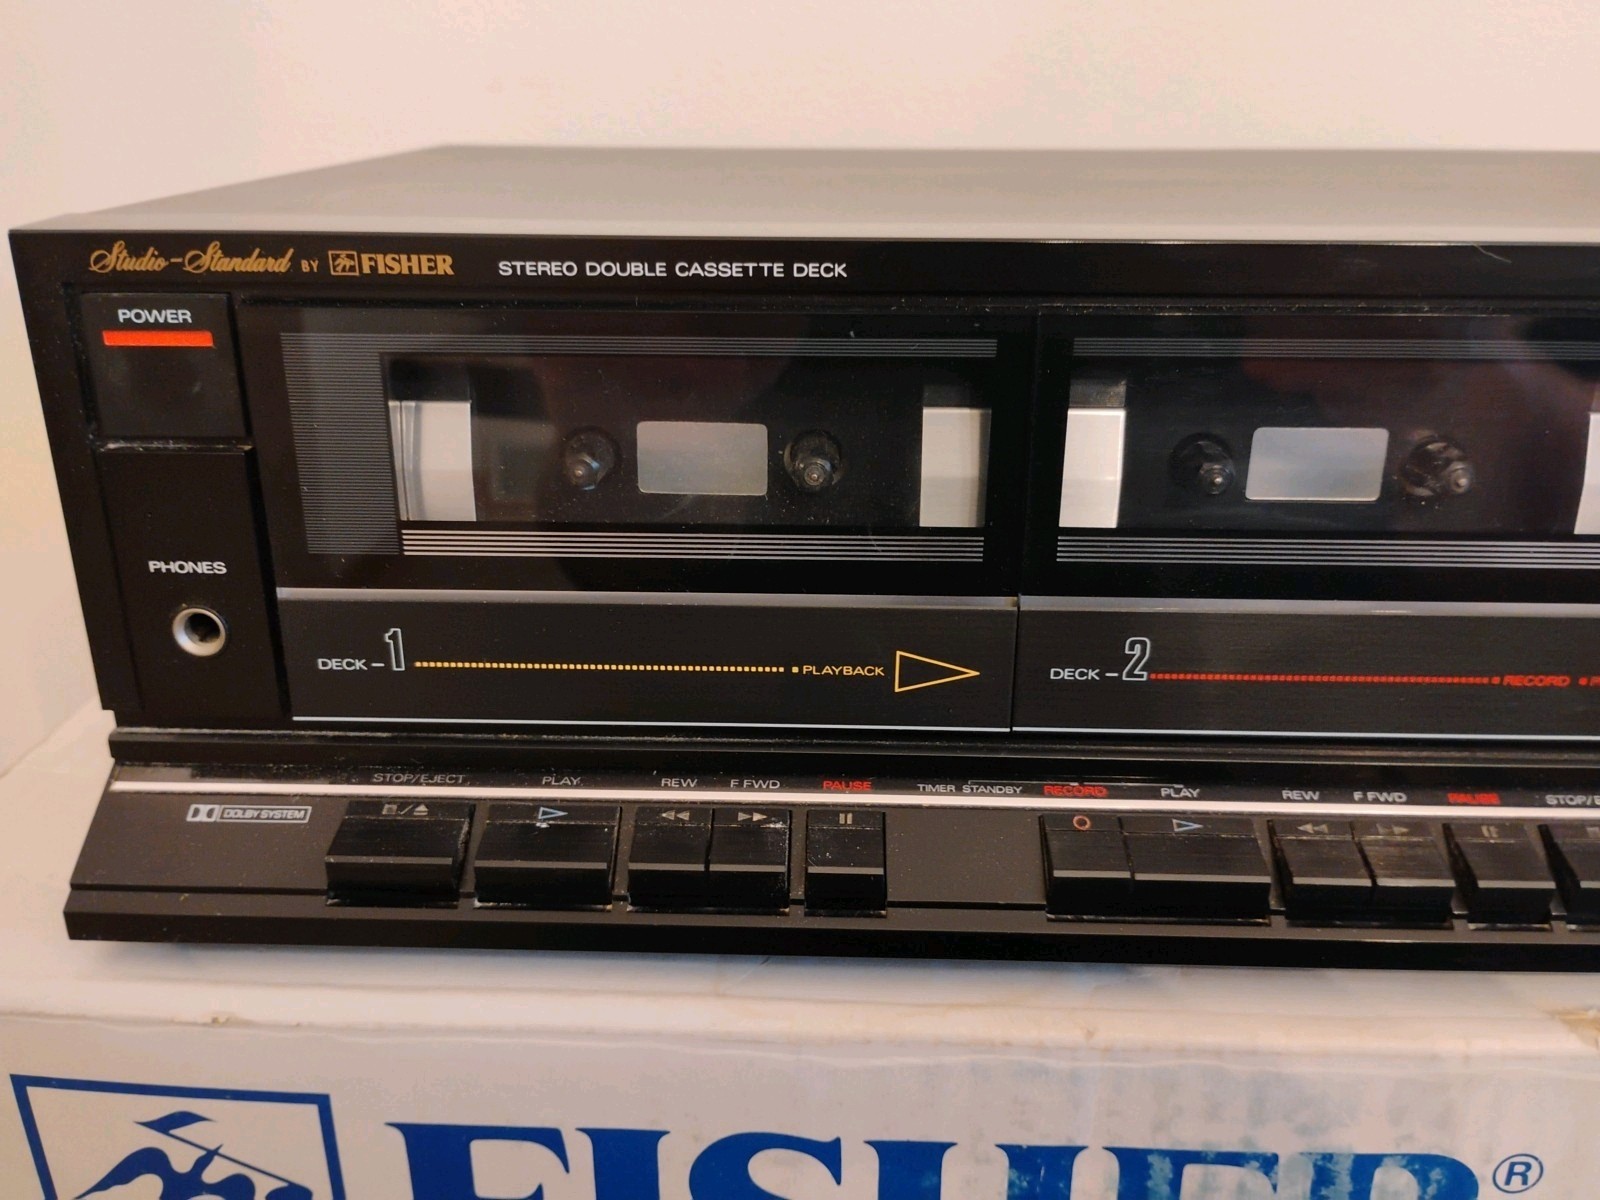 Studio-Standard BY FISHER STEREO DOUBLE CASSETTE DECK
POWER
PHONES
DECK-1 PLAYBACK
DECK-2 RECORD
STOP/EJECT PLAY REW F FWD PAUSE TIMER STANDBY RECORD PLAY REW F FWD PAUSE
DOLBY SYSTEM
FISHER®